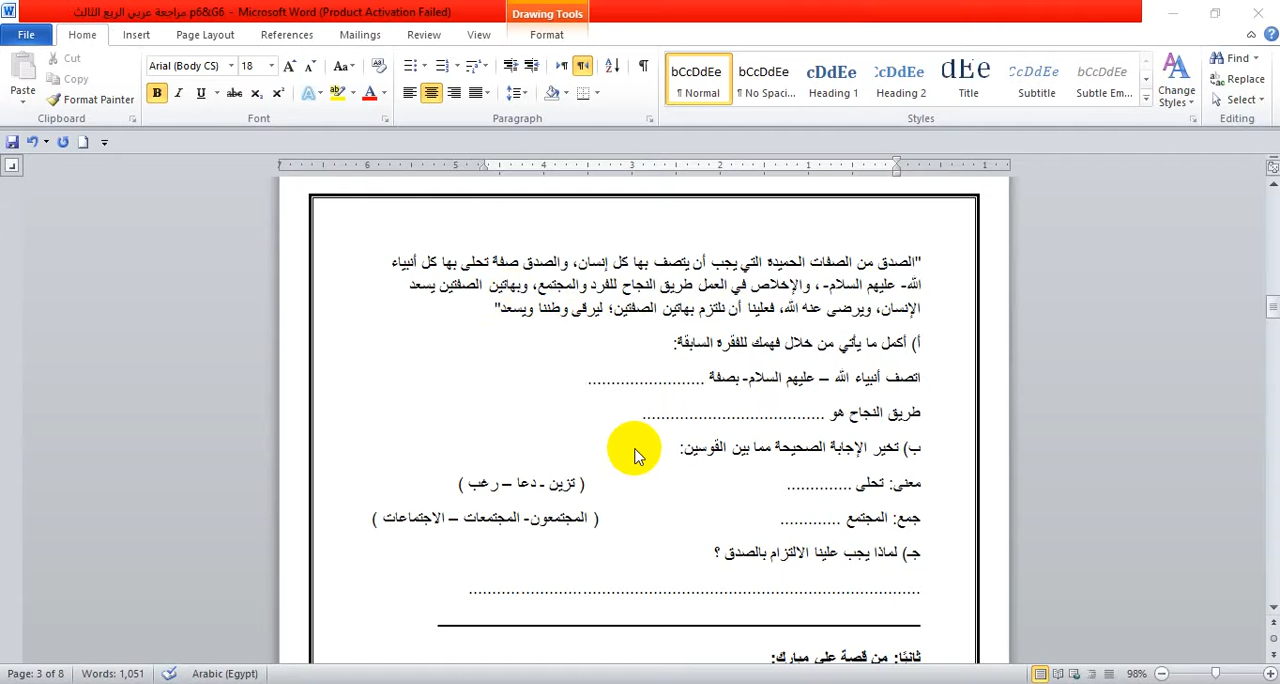 مراجعة عربي الربع الثالث p6&G6 - Microsoft Word (Product Activation Failed)
Drawing Tools
File Home Insert Page Layout References Mailings Review View Format
Cut
Copy
Format Painter
Paste
Arial (Body CS) 18
Clipboard Font Paragraph Styles Editing
AaBbCcDdEe
¶ Normal
¶ No Spaci...
Heading 1
Heading 2
Title
Subtitle
Subtle Em...
Change Styles
Find
Replace
Select
"الصدق من الصفات الحميدة التي يجب أن يتصف بها كل إنسان، والصدق صفة تحلى بها كل أنبياء
الله- عليهم السلام- ، والإخلاص في العمل طريق النجاح للفرد والمجتمع، وبهاتين الصفتين يسعد
الإنسان، ويرضى عنه الله، فعلينا أن نلتزم بهاتين الصفتين؛ ليرقى وطننا ويسعد"
أ) أكمل ما يأتي من خلال فهمك للفقرة السابقة:
اتصف أنبياء الله – عليهم السلام- بصفة .........................
طريق النجاح هو .......................................
ب) تخير الإجابة الصحيحة مما بين القوسين:
معنى: تحلى .............. ( تزين - دعا – رغب )
جمع: المجتمع ............. ( المجتمعون- المجتمعات – الاجتماعات )
جـ) لماذا يجب علينا الالتزام بالصدق ؟
................................................................................................
ثانيًا: من قصة علي مبارك:
Page: 3 of 8 Words: 1,051 Arabic (Egypt) 98%